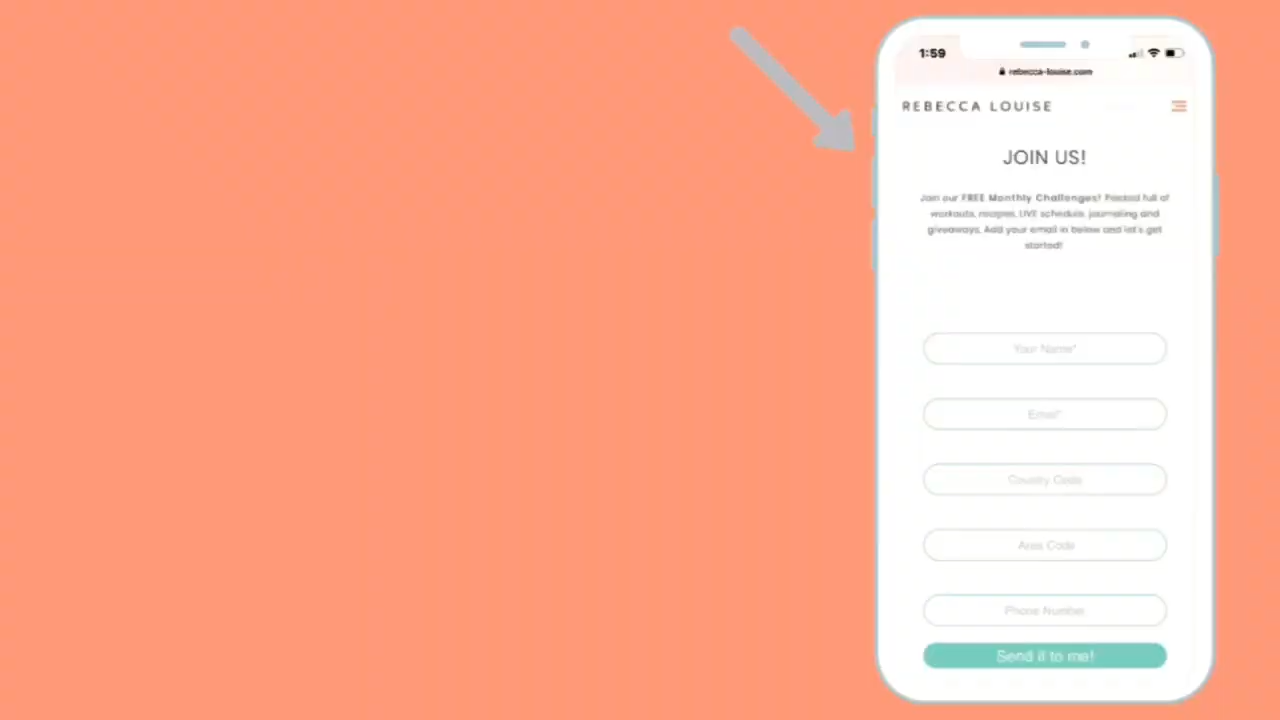 1:59
rebecca-louise.com
REBECCA LOUISE
JOIN US!
Join our FREE Monthly Challenges! Packed full of
workouts, recipes, LIVE schedule, journaling and
giveaways. Add your email in below and let's get
started!
Your Name*
Email*
Country Code
Area Code
Phone Number
Send it to me!